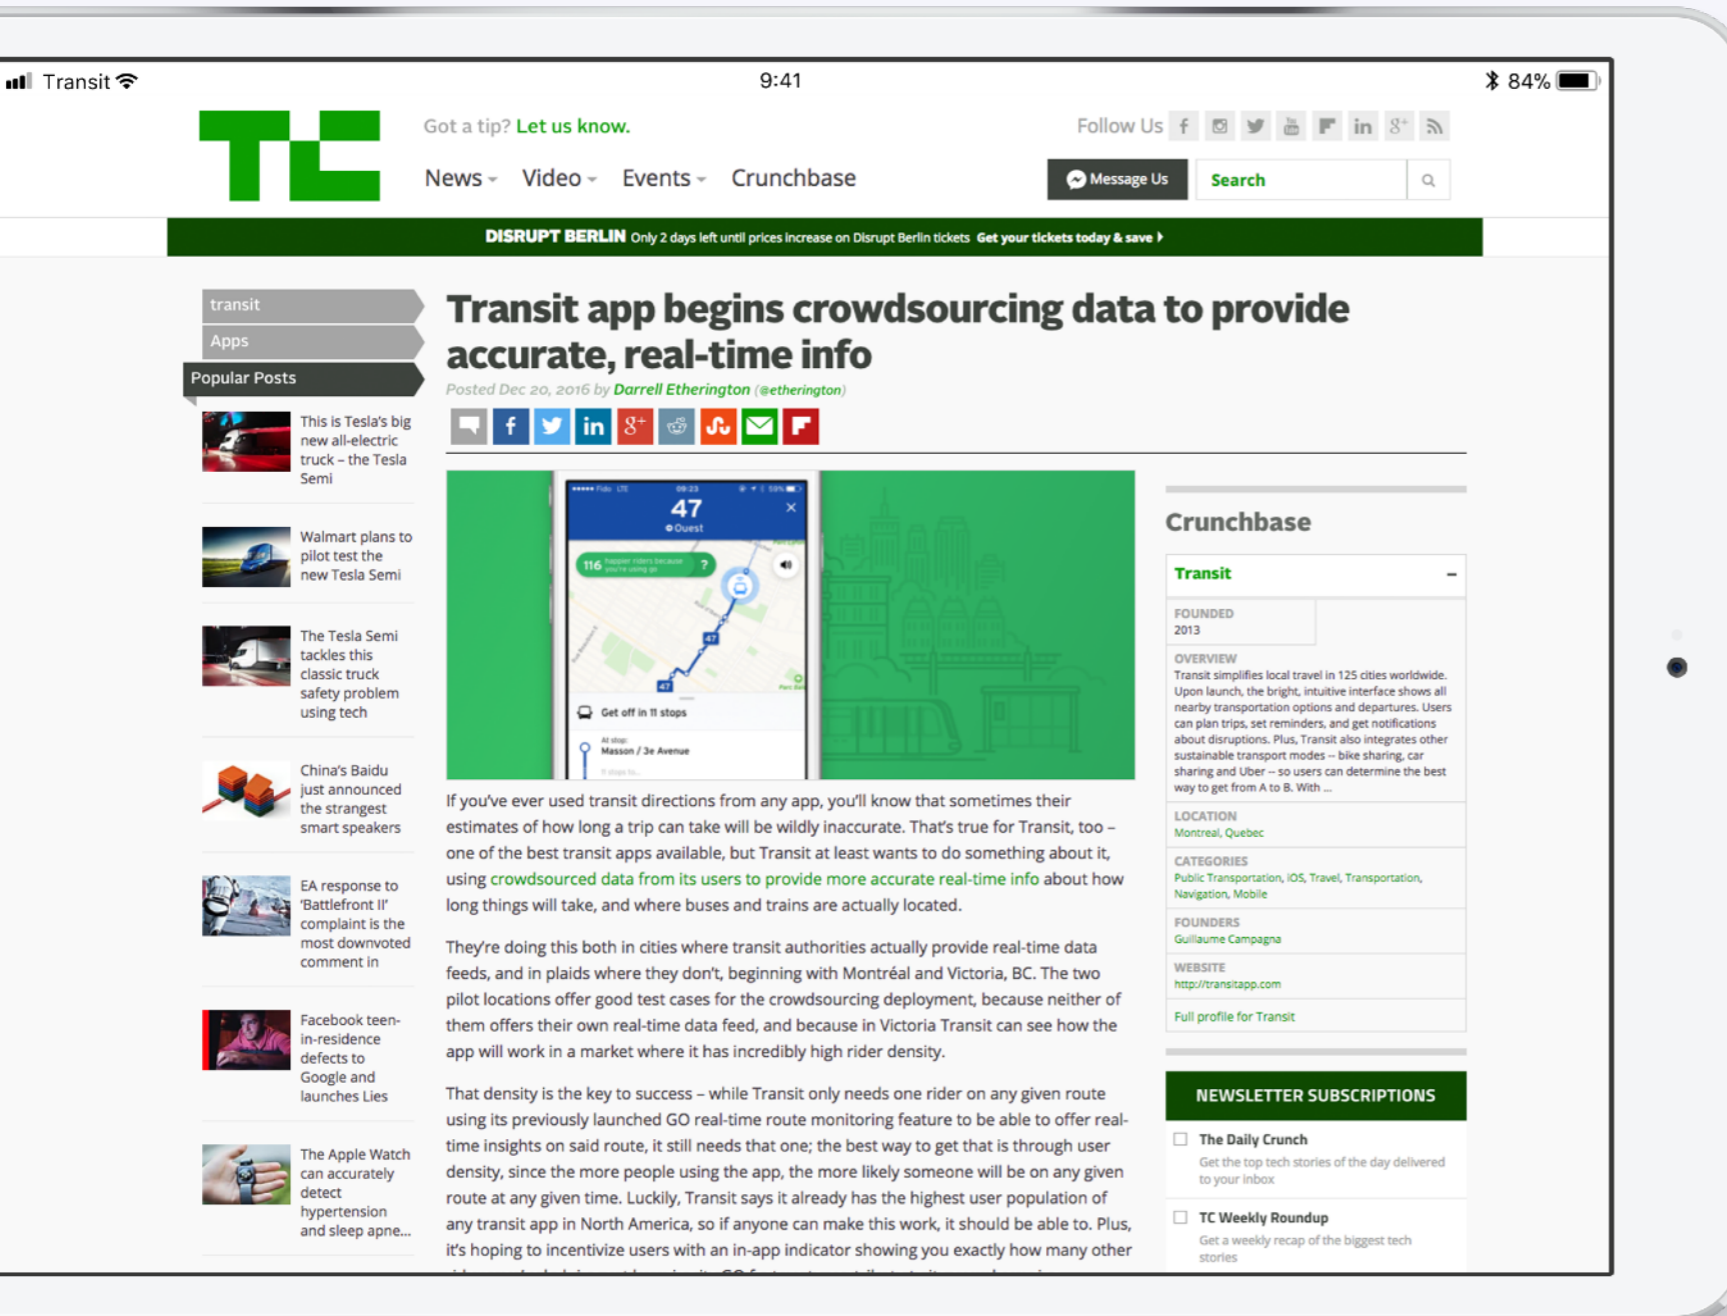 Transit
9:41
84%
TC
Got a tip? Let us know.
Follow Us
News
Video
Events
Crunchbase
Message Us
Search
DISRUPT BERLIN Only 2 days left until prices increase on Disrupt Berlin tickets Get your tickets today & save
transit
Apps
Popular Posts
This is Tesla's big
new all-electric
truck – the Tesla
Semi
Walmart plans to
pilot test the
new Tesla Semi
The Tesla Semi
tackles this
classic truck
safety problem
using tech
China's Baidu
just announced
the strangest
smart speakers
EA response to
'Battlefront II'
complaint is the
most downvoted
comment in
Facebook teen-
in-residence
defects to
Google and
launches Lies
The Apple Watch
can accurately
detect
hypertension
and sleep apne...
Transit app begins crowdsourcing data to provide
accurate, real-time info
Posted Dec 20, 2016 by Darrell Etherington (@etherington)
Fido LTE 09:23 59%
47
Ouest
116 happier riders because
you're using go ?
47
47
Get off in 11 stops
At stop:
Masson / 3e Avenue
11 stops to...
If you've ever used transit directions from any app, you'll know that sometimes their
estimates of how long a trip can take will be wildly inaccurate. That's true for Transit, too –
one of the best transit apps available, but Transit at least wants to do something about it,
using crowdsourced data from its users to provide more accurate real-time info about how
long things will take, and where buses and trains are actually located.
They're doing this both in cities where transit authorities actually provide real-time data
feeds, and in plaids where they don't, beginning with Montréal and Victoria, BC. The two
pilot locations offer good test cases for the crowdsourcing deployment, because neither of
them offers their own real-time data feed, and because in Victoria Transit can see how the
app will work in a market where it has incredibly high rider density.
That density is the key to success – while Transit only needs one rider on any given route
using its previously launched GO real-time route monitoring feature to be able to offer real-
time insights on said route, it still needs that one; the best way to get that is through user
density, since the more people using the app, the more likely someone will be on any given
route at any given time. Luckily, Transit says it already has the highest user population of
any transit app in North America, so if anyone can make this work, it should be able to. Plus,
it's hoping to incentivize users with an in-app indicator showing you exactly how many other
Crunchbase
Transit –
FOUNDED
2013
OVERVIEW
Transit simplifies local travel in 125 cities worldwide.
Upon launch, the bright, intuitive interface shows all
nearby transportation options and departures. Users
can plan trips, set reminders, and get notifications
about disruptions. Plus, Transit also integrates other
sustainable transport modes -- bike sharing, car
sharing and Uber -- so users can determine the best
way to get from A to B. With ...
LOCATION
Montreal, Quebec
CATEGORIES
Public Transportation, iOS, Travel, Transportation,
Navigation, Mobile
FOUNDERS
Guillaume Campagna
WEBSITE
http://transitapp.com
Full profile for Transit
NEWSLETTER SUBSCRIPTIONS
The Daily Crunch
Get the top tech stories of the day delivered
to your inbox
TC Weekly Roundup
Get a weekly recap of the biggest tech
stories